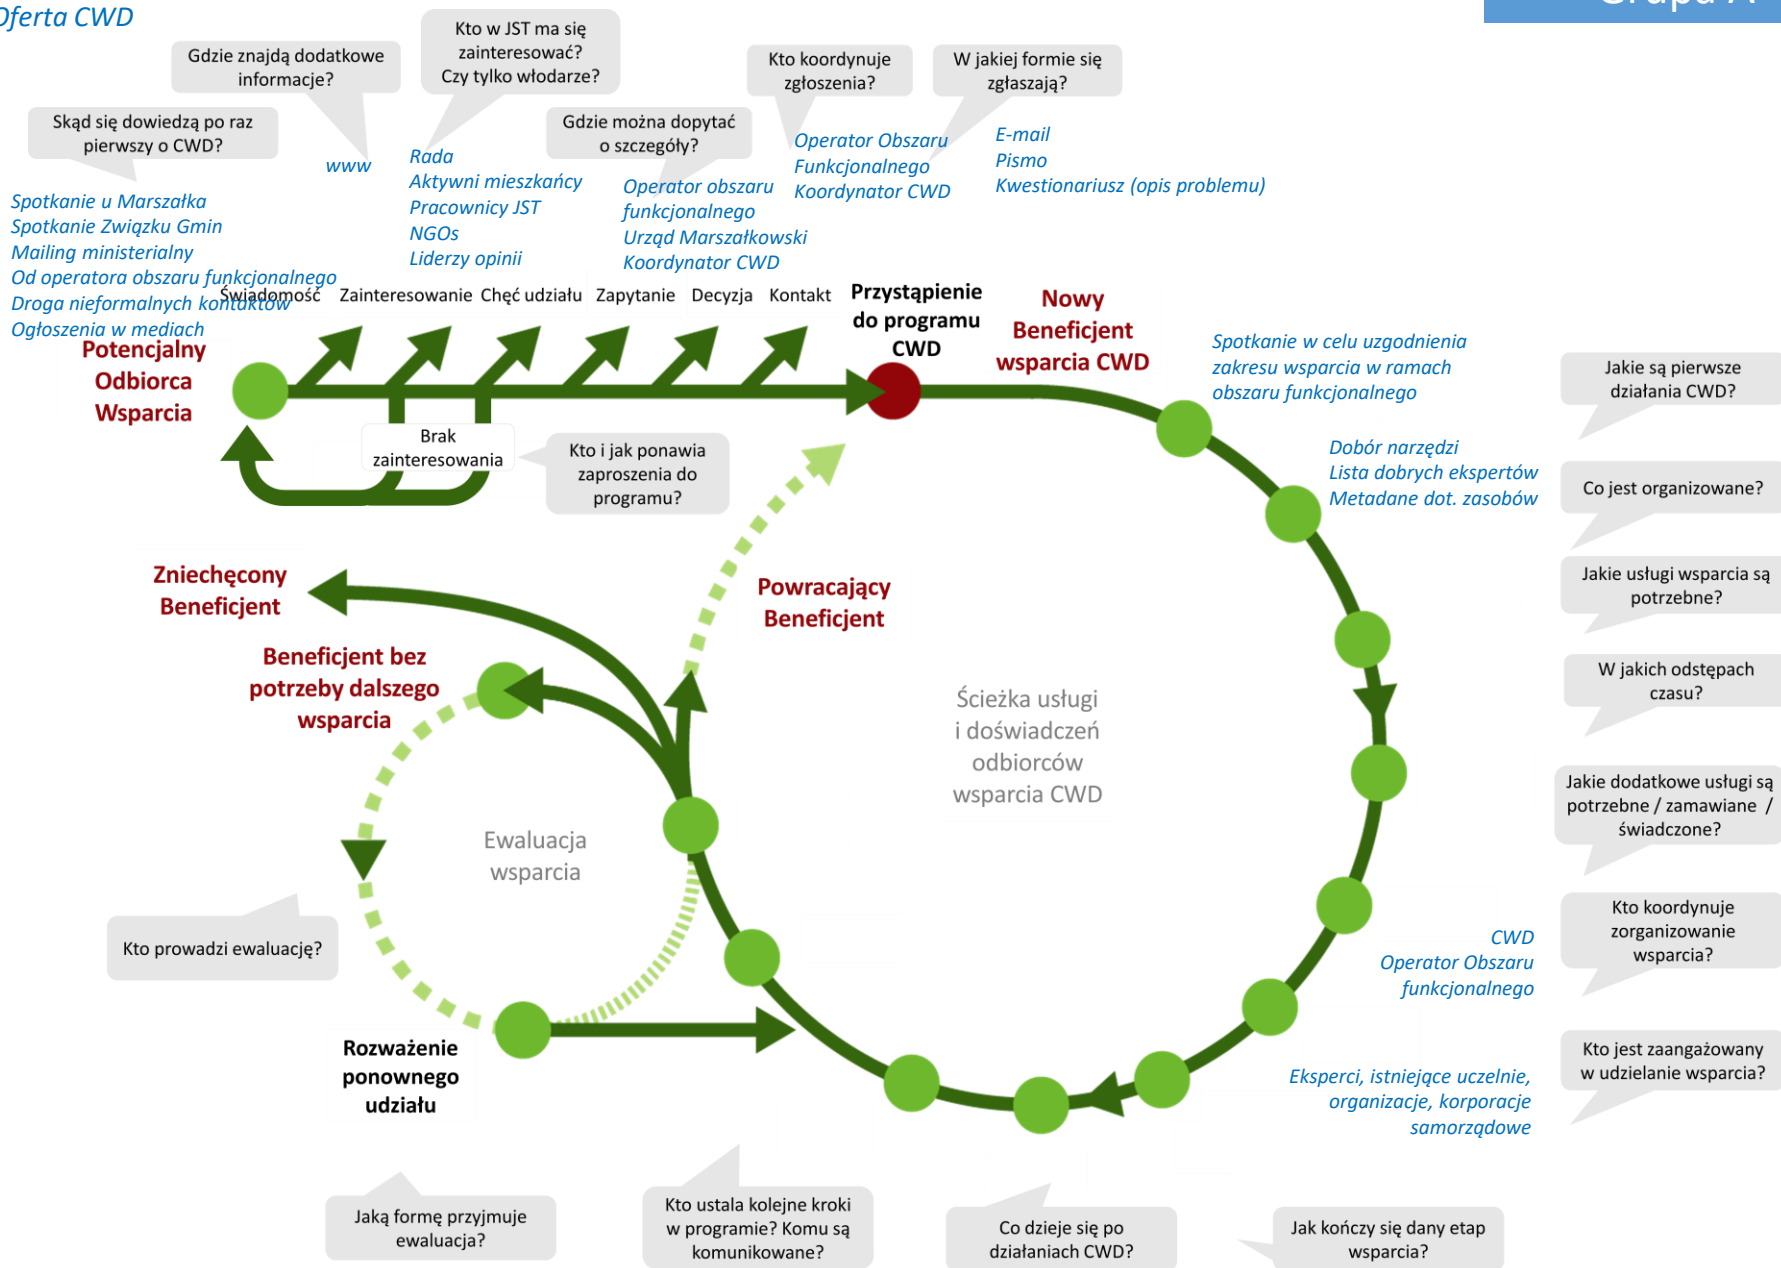 Oferta CWD
Grupa A
Skąd się dowiedzą po raz
pierwszy o CWD?
Gdzie znajdą dodatkowe
informacje?
Kto w JST ma się
zainteresować?
Czy tylko włodarze?
Gdzie można dopytać
o szczegóły?
Kto koordynuje
zgłoszenia?
W jakiej formie się
zgłaszają?
Spotkanie u Marszałka
Spotkanie Związku Gmin
Mailing ministerialny
Od operatora obszaru funkcjonalnego
Droga nieformalnych kontaktów
Ogłoszenia w mediach
www
Rada
Aktywni mieszkańcy
Pracownicy JST
NGOs
Liderzy opinii
Operator obszaru
funkcjonalnego
Urząd Marszałkowski
Koordynator CWD
Operator Obszaru
Funkcjonalnego
Koordynator CWD
E-mail
Pismo
Kwestionariusz (opis problemu)
Świadomość
Zainteresowanie
Chęć udziału
Zapytanie
Decyzja
Kontakt
Przystąpienie
do programu
CWD
Nowy
Beneficjent
wsparcia CWD
Potencjalny
Odbiorca
Wsparcia
Brak
zainteresowania
Kto i jak ponawia
zaproszenia do
programu?
Spotkanie w celu uzgodnienia
zakresu wsparcia w ramach
obszaru funkcjonalnego
Jakie są pierwsze
działania CWD?
Dobór narzędzi
Lista dobrych ekspertów
Metadane dot. zasobów
Co jest organizowane?
Jakie usługi wsparcia są
potrzebne?
W jakich odstępach
czasu?
Jakie dodatkowe usługi są
potrzebne / zamawiane /
świadczone?
Kto koordynuje
zorganizowanie
wsparcia?
CWD
Operator Obszaru
funkcjonalnego
Kto jest zaangażowany
w udzielanie wsparcia?
Eksperci, istniejące uczelnie,
organizacje, korporacje
samorządowe
Zniechęcony
Beneficjent
Powracający
Beneficjent
Beneficjent bez
potrzeby dalszego
wsparcia
Ścieżka usługi
i doświadczeń
odbiorców
wsparcia CWD
Ewaluacja
wsparcia
Kto prowadzi ewaluację?
Rozważenie
ponownego
udziału
Jaką formę przyjmuje
ewaluacja?
Kto ustala kolejne kroki
w programie? Komu są
komunikowane?
Co dzieje się po
działaniach CWD?
Jak kończy się dany etap
wsparcia?